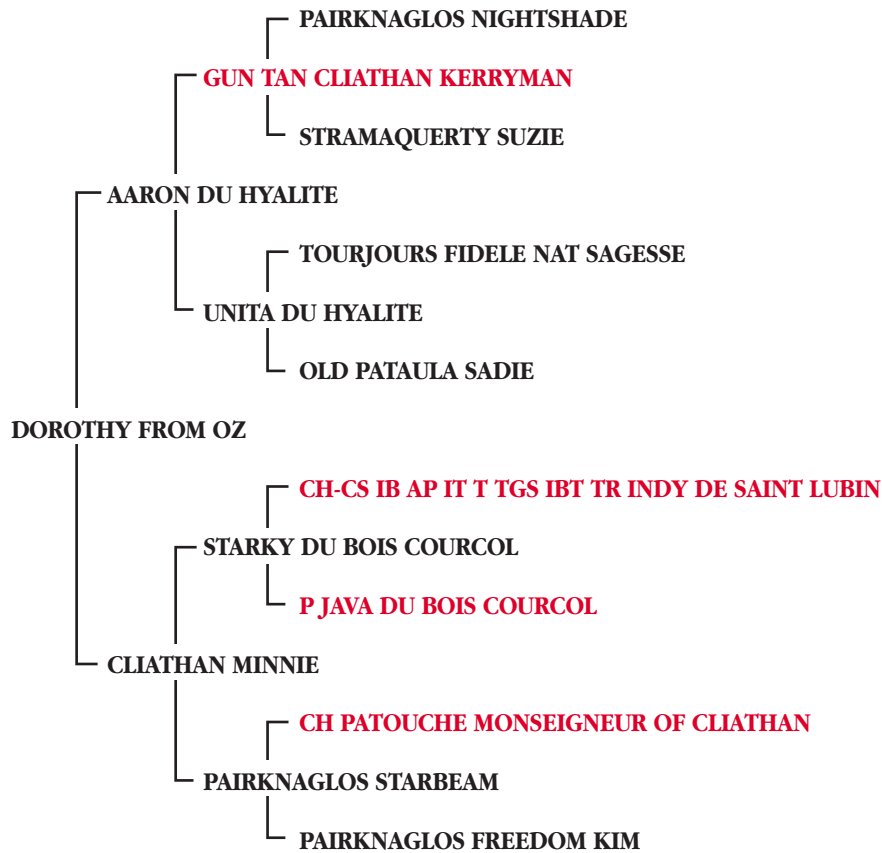 PAIRKNAGLOS NIGHTSHADE
GUN TAN CLIATHAN KERRYMAN
STRAMAQUERTY SUZIE
AARON DU HYALITE
TOURJOURS FIDELE NAT SAGESSE
UNITA DU HYALITE
OLD PATAULA SADIE
DOROTHY FROM OZ
CH-CS IB AP IT T TGS IBT TR INDY DE SAINT LUBIN
STARKY DU BOIS COURCOL
P JAVA DU BOIS COURCOL
CLIATHAN MINNIE
CH PATOUCHE MONSEIGNEUR OF CLIATHAN
PAIRKNAGLOS STARBEAM
PAIRKNAGLOS FREEDOM KIM